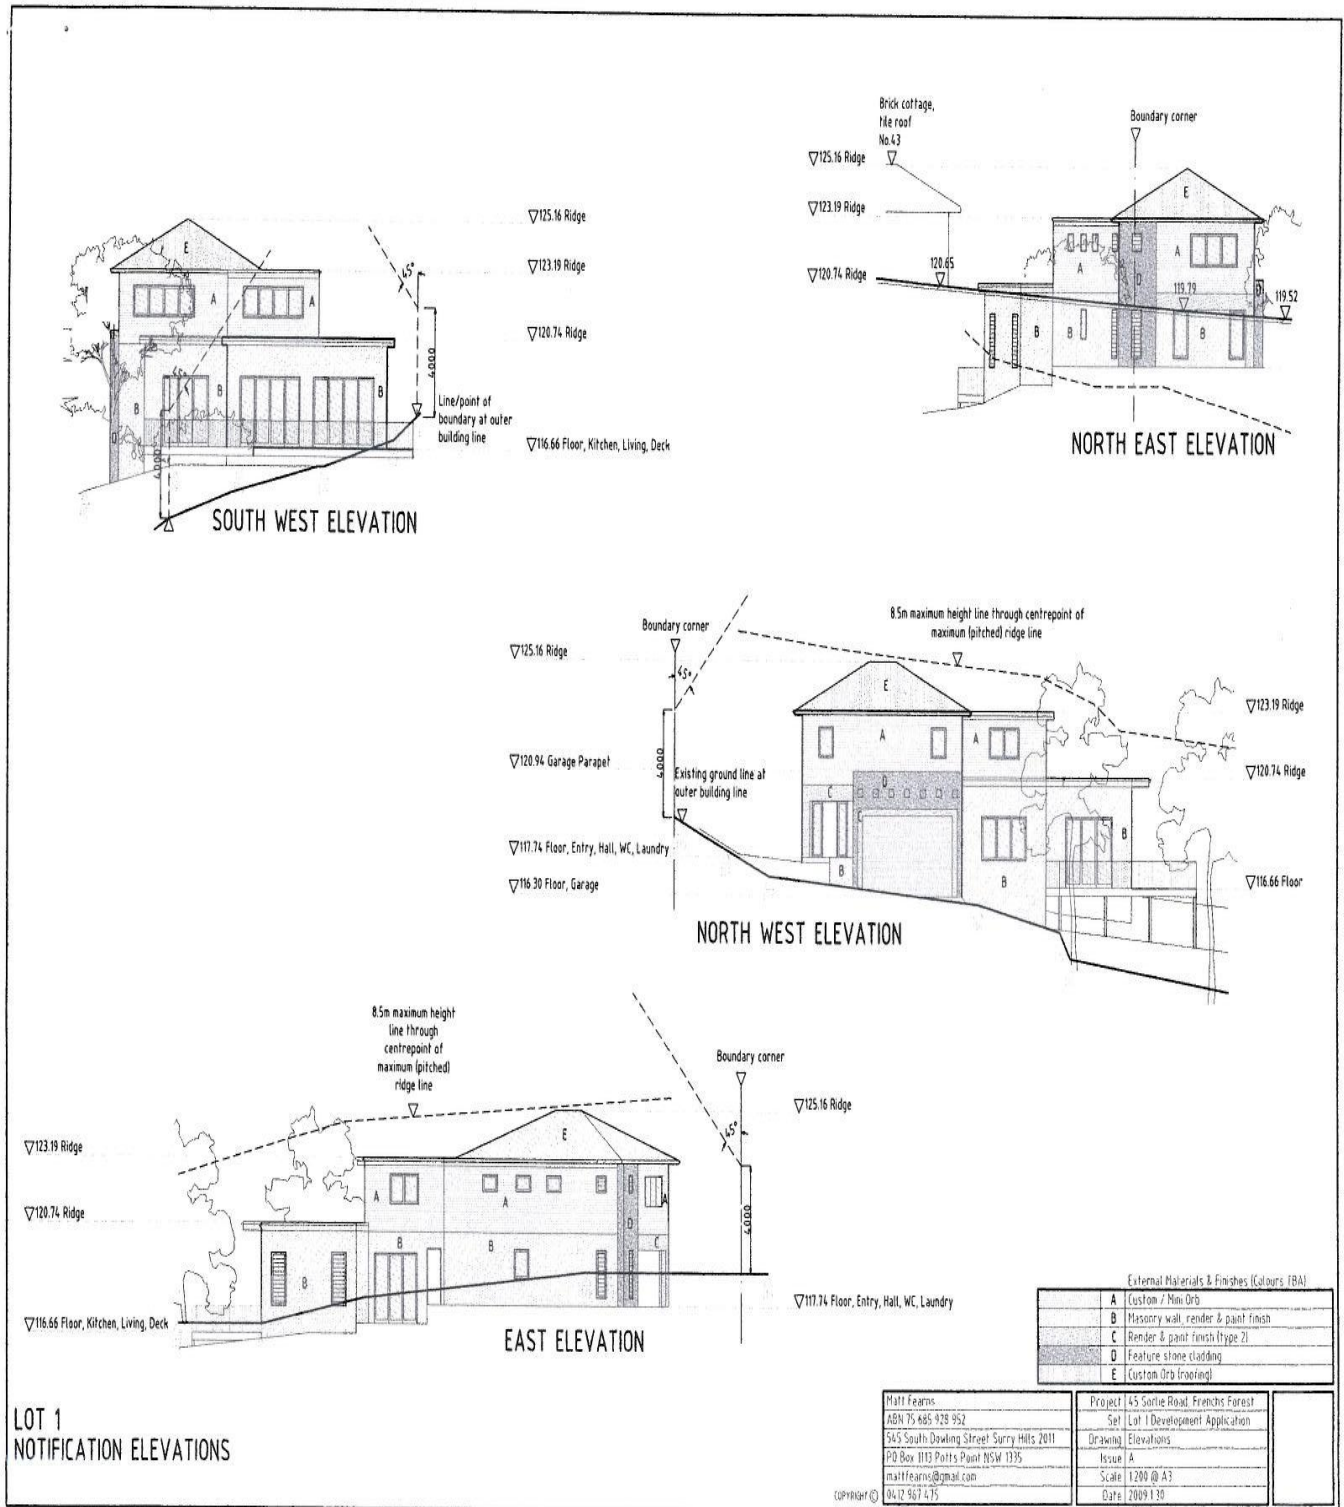 125.16 Ridge
123.19 Ridge
120.74 Ridge
45°
4.000
Line/point of
boundary at outer
building line
116.66 Floor, Kitchen, Living, Deck
E
A
A
45°
B
B
B
D
4.000
SOUTH WEST ELEVATION
Brick cottage,
tile roof
No.43
Boundary corner
125.16 Ridge
123.19 Ridge
120.74 Ridge
120.65
119.79
119.52
E
A
A
D
D
B
B
B
NORTH EAST ELEVATION
Boundary corner
8.5m maximum height line through centrepoint of
maximum (pitched) ridge line
125.16 Ridge
45°
123.19 Ridge
120.94 Garage Parapet
4.000
Existing ground line at
outer building line
120.74 Ridge
117.74 Floor, Entry, Hall, WC, Laundry
116.30 Floor, Garage
116.66 Floor
E
A
A
D
C
C
B
B
B
NORTH WEST ELEVATION
8.5m maximum height
line through
centrepoint of
maximum (pitched)
ridge line
Boundary corner
125.16 Ridge
45°
123.19 Ridge
120.74 Ridge
4.000
E
A
A
A
D
B
B
B
C
116.66 Floor, Kitchen, Living, Deck
117.74 Floor, Entry, Hall, WC, Laundry
EAST ELEVATION
External Materials & Finishes (Colours TBA)
A Custom / Mini Orb
B Masonry wall, render & paint finish
C Render & paint finish (type 2)
D Feature stone cladding
E Custom Orb (roofing)
LOT 1
NOTIFICATION ELEVATIONS
Matt Fearns
ABN 75 685 928 952
545 South Dowling Street Surry Hills 2011
PO Box 1113 Potts Point NSW 1335
mattfearns@gmail.com
COPYRIGHT © 0412 967 475
Project 45 Sorlie Road, Frenchs Forest
Set Lot 1 Development Application
Drawing Elevations
Issue A
Scale 1:200 @ A3
Date 2009 1 30